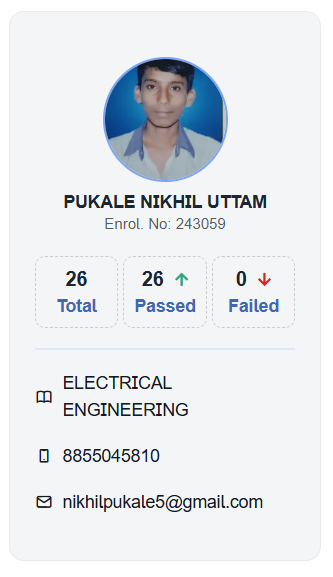 PUKALE NIKHIL UTTAM
Enrol. No: 243059
26 26 0
Total Passed Failed
ELECTRICAL
ENGINEERING
8855045810
nikhilpukale5@gmail.com